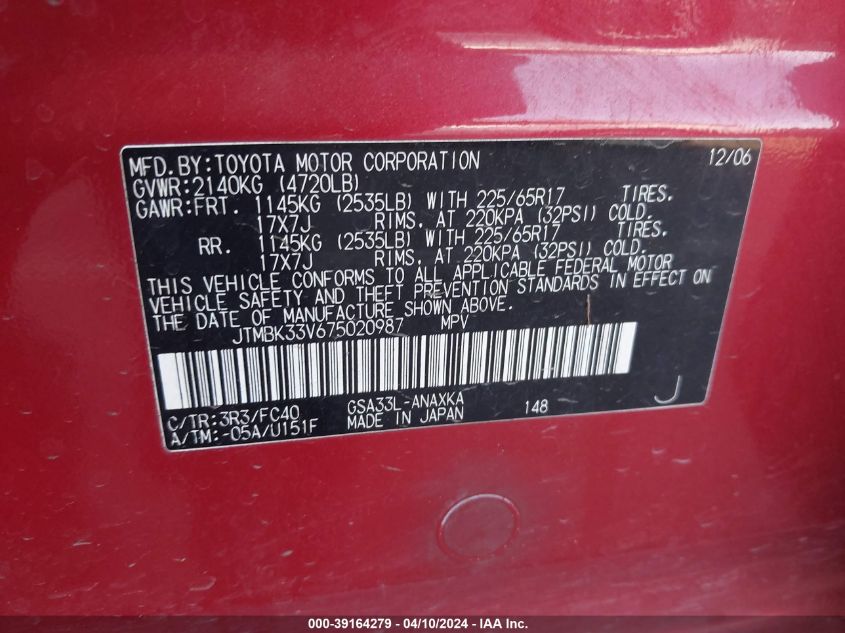 MFD.BY:TOYOTA MOTOR CORPORATION 12/06
GVWR:2140KG (4720LB)
GAWR:FRT. 1145KG (2535LB) WITH 225/65R17 TIRES.
17X7J RIMS. AT 220KPA (32PSI) COLD.
RR. 1145KG (2535LB) WITH 225/65R17 TIRES.
17X7J RIMS. AT 220KPA (32PSI) COLD.
THIS VEHICLE CONFORMS TO ALL APPLICABLE FEDERAL MOTOR
VEHICLE SAFETY AND THEFT PREVENTION STANDARDS IN EFFECT ON
THE DATE OF MANUFACTURE SHOWN ABOVE.
JTMBK33V675020987 MPV
C/TR:3R3/FC40 GSA33L-ANAXKA 148 J
A/TM:-05A/U151F MADE IN JAPAN
000-39164279 - 04/10/2024 - IAA Inc.